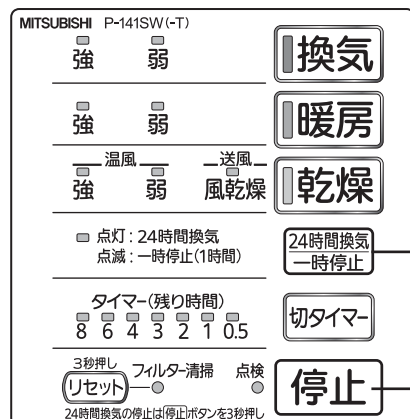 MITSUBISHI P-141SW(-T)
強 弱 換気
強 弱 暖房
温風 送風
強 弱 風乾燥 乾燥
点灯：24時間換気
点滅：一時停止(1時間)
24時間換気
一時停止
タイマー(残り時間)
8 6 4 3 2 1 0.5
切タイマー
3秒押し
リセット フィルター清掃 点検
停止
24時間換気の停止は停止ボタンを3秒押し